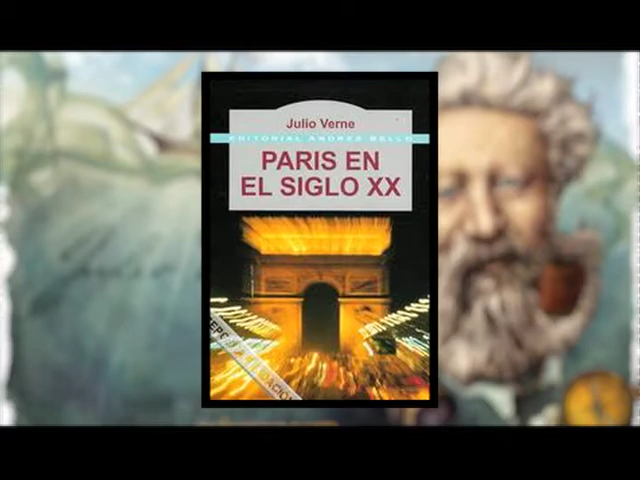 Julio Verne
EDITORIAL ANDRES BELLO
PARIS EN
EL SIGLO XX